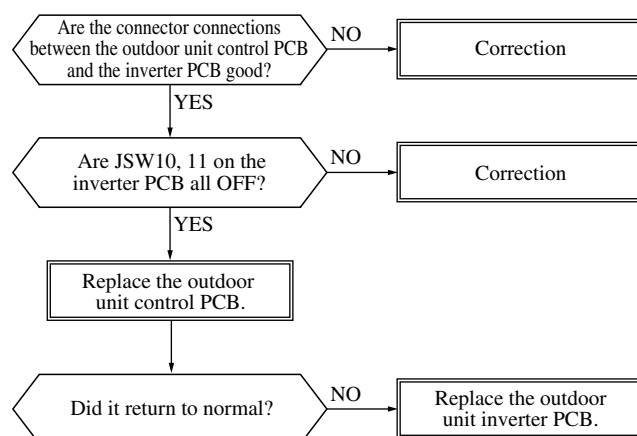 Are the connector connections
between the outdoor unit control PCB
and the inverter PCB good?
NO
Correction
YES
Are JSW10, 11 on the
inverter PCB all OFF?
NO
Correction
YES
Replace the outdoor
unit control PCB.
Did it return to normal?
NO
Replace the outdoor
unit inverter PCB.